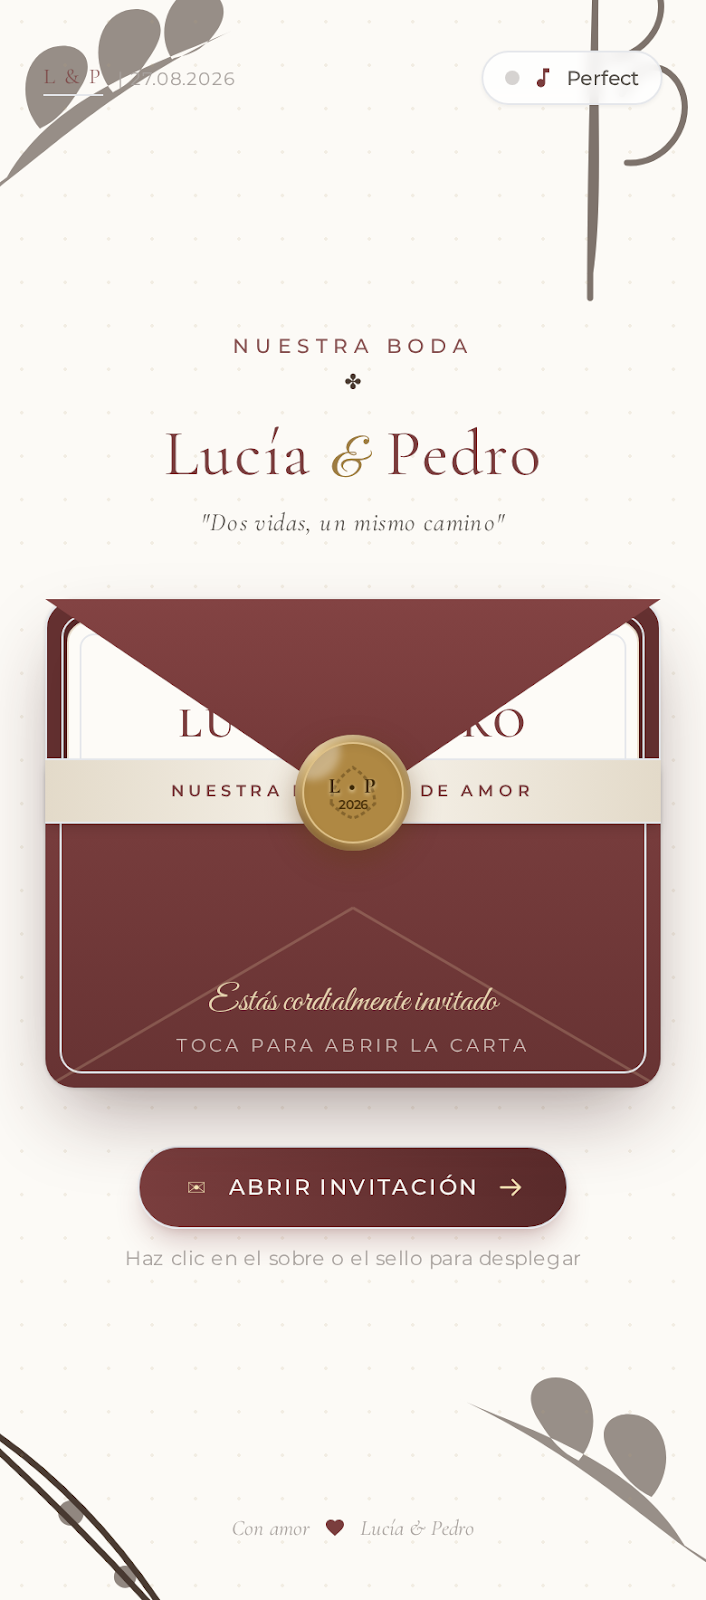 L & P | 27.08.2026
Perfect
NUESTRA BODA
Lucía & Pedro
"Dos vidas, un mismo camino"
LU RO
NUESTRA DE AMOR
L • P
2026
Estás cordialmente invitado
TOCA PARA ABRIR LA CARTA
ABRIR INVITACIÓN →
Haz clic en el sobre o el sello para desplegar
Con amor ♥ Lucía & Pedro